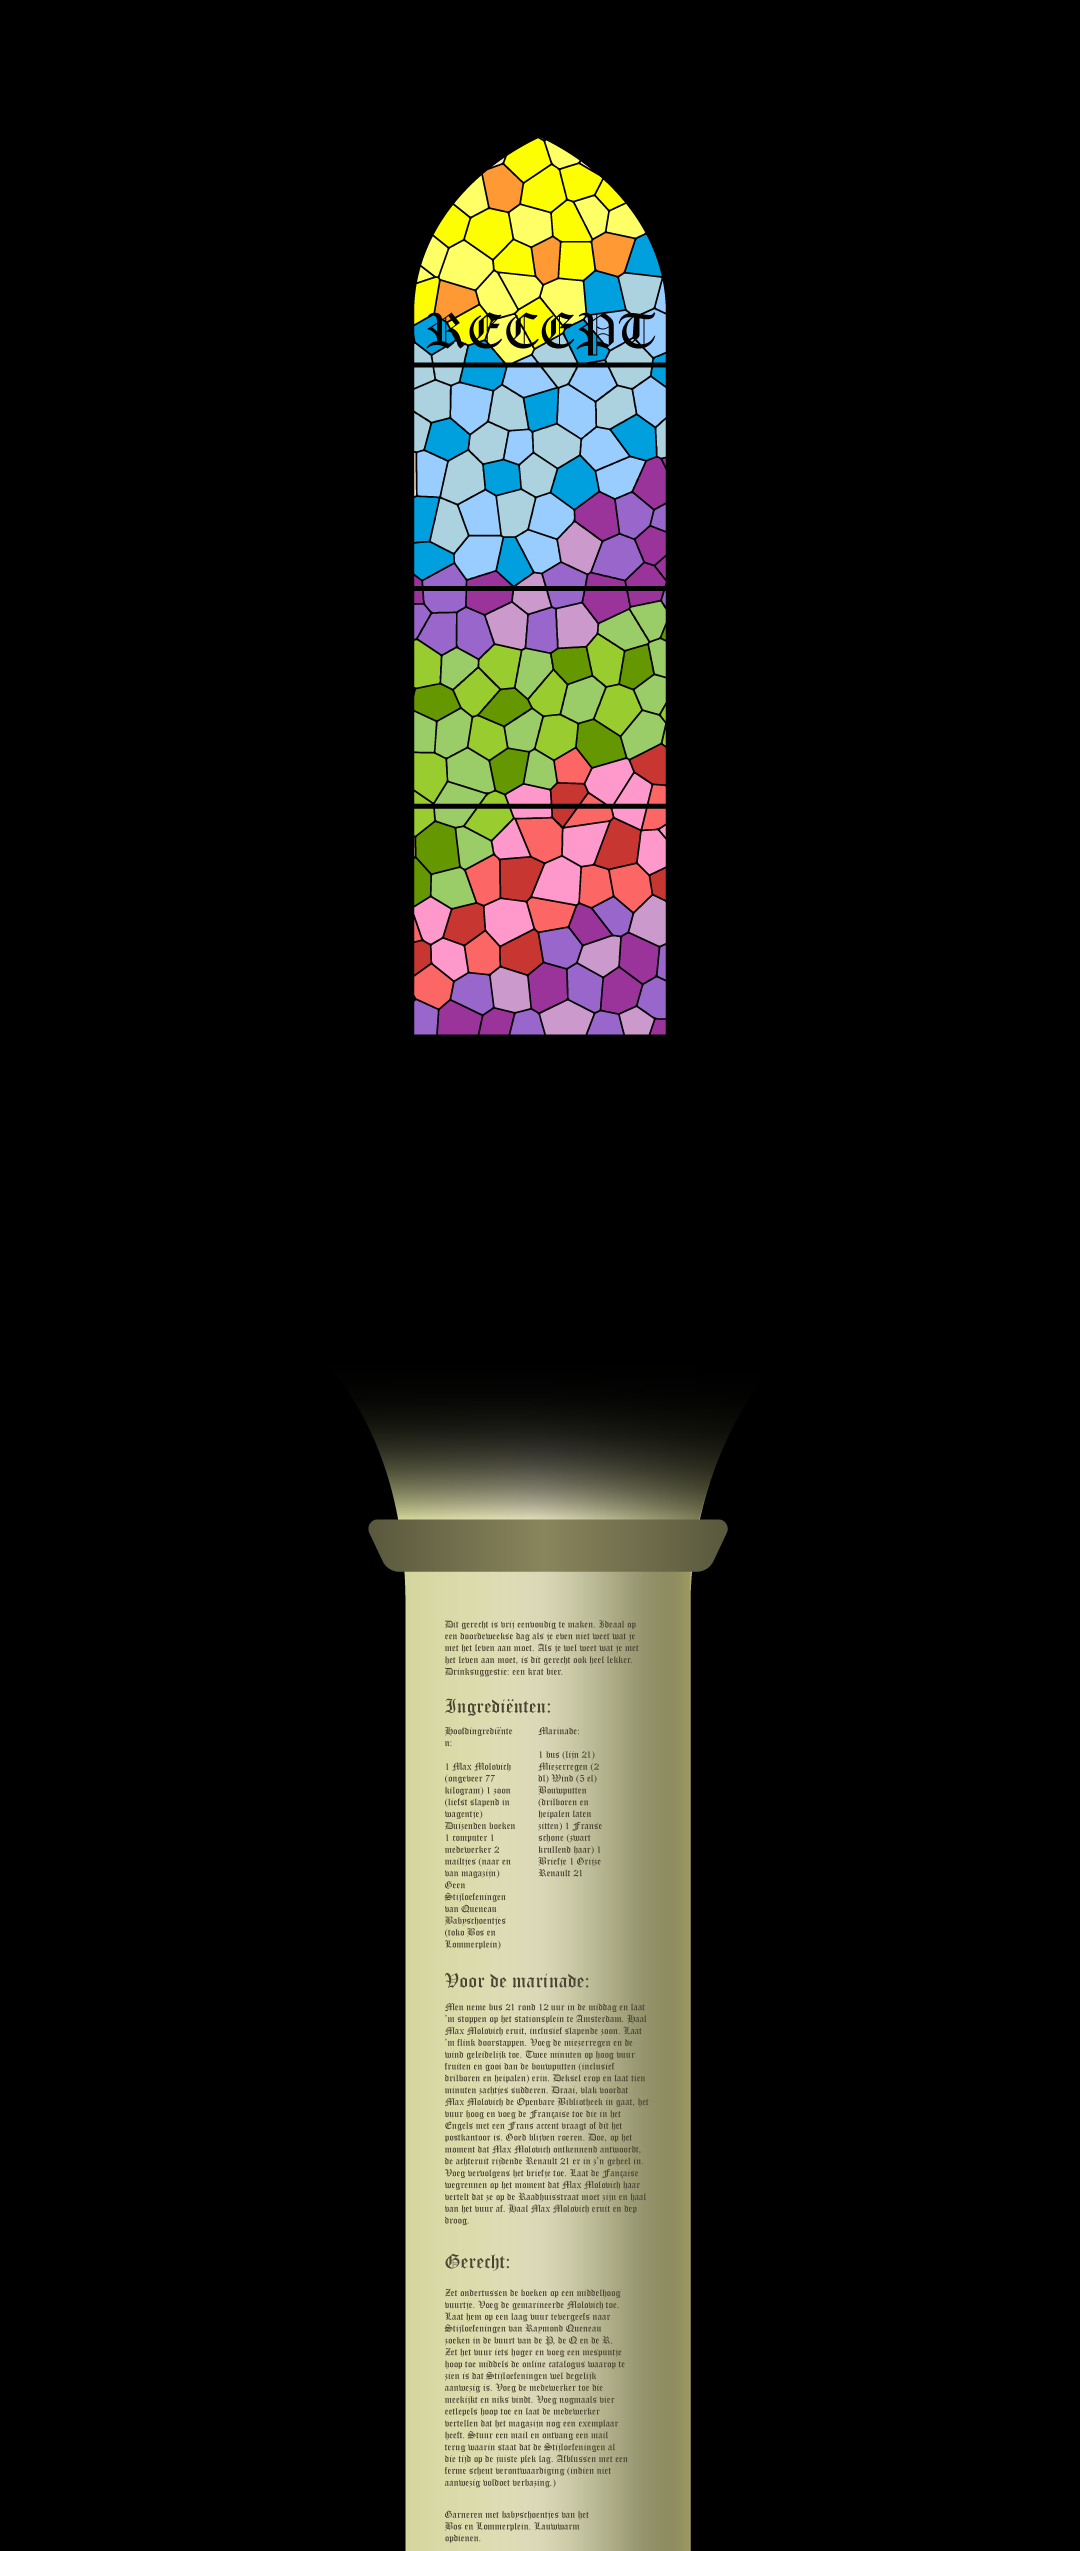 RECEPT
Dit gerecht is vrij eenvoudig te maken. Ideaal op
een doordeweekse dag als je even niet weet wat je
met het leven aan moet. Als je wel weet wat je met
het leven aan moet, is dit gerecht ook heel lekker.
Drinksuggestie: een krat bier.
Ingrediënten:
Hoofdingrediënte
n:
1 Max Molovich
(ongeveer 77
kilogram) 1 zoon
(liefst slapend in
wagentje)
Duizenden boeken
1 computer 1
medewerker 2
mailtjes (naar en
van magazijn)
Geen
Stijloefeningen
van Queneau
Babyschoentjes
(toko Bos en
Lommerplein)
Marinade:
1 bus (lijn 21)
Miezerregen (2
dl) Wind (5 el)
Bouwputten
(drilboren en
heipalen laten
zitten) 1 Franse
schone (zwart
krullend haar) 1
Briefje 1 Grijze
Renault 21
Voor de marinade:
Men neme bus 21 rond 12 uur in de middag en laat
'm stoppen op het stationsplein te Amsterdam. Haal
Max Molovich eruit, inclusief slapende zoon. Laat
'm flink doorstappen. Voeg de miezerregen en de
wind geleidelijk toe. Twee minuten op hoog vuur
fruiten en gooi dan de bouwputten (inclusief
drilboren en heipalen) erin. Deksel erop en laat tien
minuten zachtjes sudderen. Draai, vlak voordat
Max Molovich de Openbare Bibliotheek in gaat, het
vuur hoog en voeg de Française toe die in het
Engels met een Frans accent vraagt of dit het
postkantoor is. Goed blijven roeren. Doe, op het
moment dat Max Molovich ontkennend antwoordt,
de achteruit rijdende Renault 21 er in z'n geheel in.
Voeg vervolgens het briefje toe. Laat de Fançaise
wegrennen op het moment dat Max Molovich haar
vertelt dat ze op de Raadhuisstraat moet zijn en haal
van het vuur af. Haal Max Molovich eruit en dep
droog.
Gerecht:
Zet ondertussen de boeken op een middelhoog
vuurtje. Voeg de gemarineerde Molovich toe.
Laat hem op een laag vuur tevergeefs naar
Stijloefeningen van Raymond Queneau
zoeken in de buurt van de P, de Q en de R.
Zet het vuur iets hoger en voeg een mespuntje
hoop toe middels de online catalogus waarop te
zien is dat Stijloefeningen wel degelijk
aanwezig is. Voeg de medewerker toe die
meekijkt en niks vindt. Voeg nogmaals vier
eetlepels hoop toe en laat de medewerker
vertellen dat het magazijn nog een exemplaar
heeft. Stuur een mail en ontvang een mail
terug waarin staat dat de Stijloefeningen al
die tijd op de juiste plek lag. Afblussen met een
ferme scheut verontwaardiging (indien niet
aanwezig voldoet verbazing.)
Garneren met babyschoentjes van het
Bos en Lommerplein. Lauwwarm
opdienen.